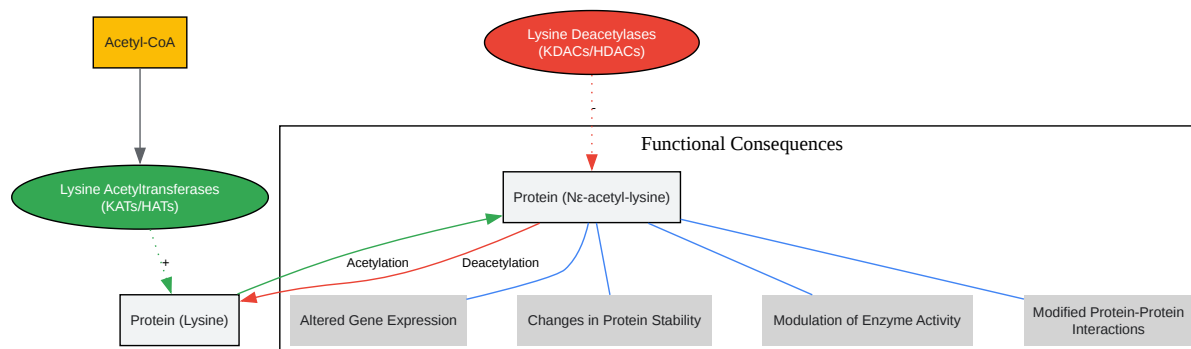 Acetyl-CoA
Lysine Deacetylases
(KDACs/HDACs)
-
Functional Consequences
Lysine Acetyltransferases
(KATs/HATs)
Protein (Nε-acetyl-lysine)
+
Acetylation
Deacetylation
Protein (Lysine)
Altered Gene Expression
Changes in Protein Stability
Modulation of Enzyme Activity
Modified Protein-Protein
Interactions